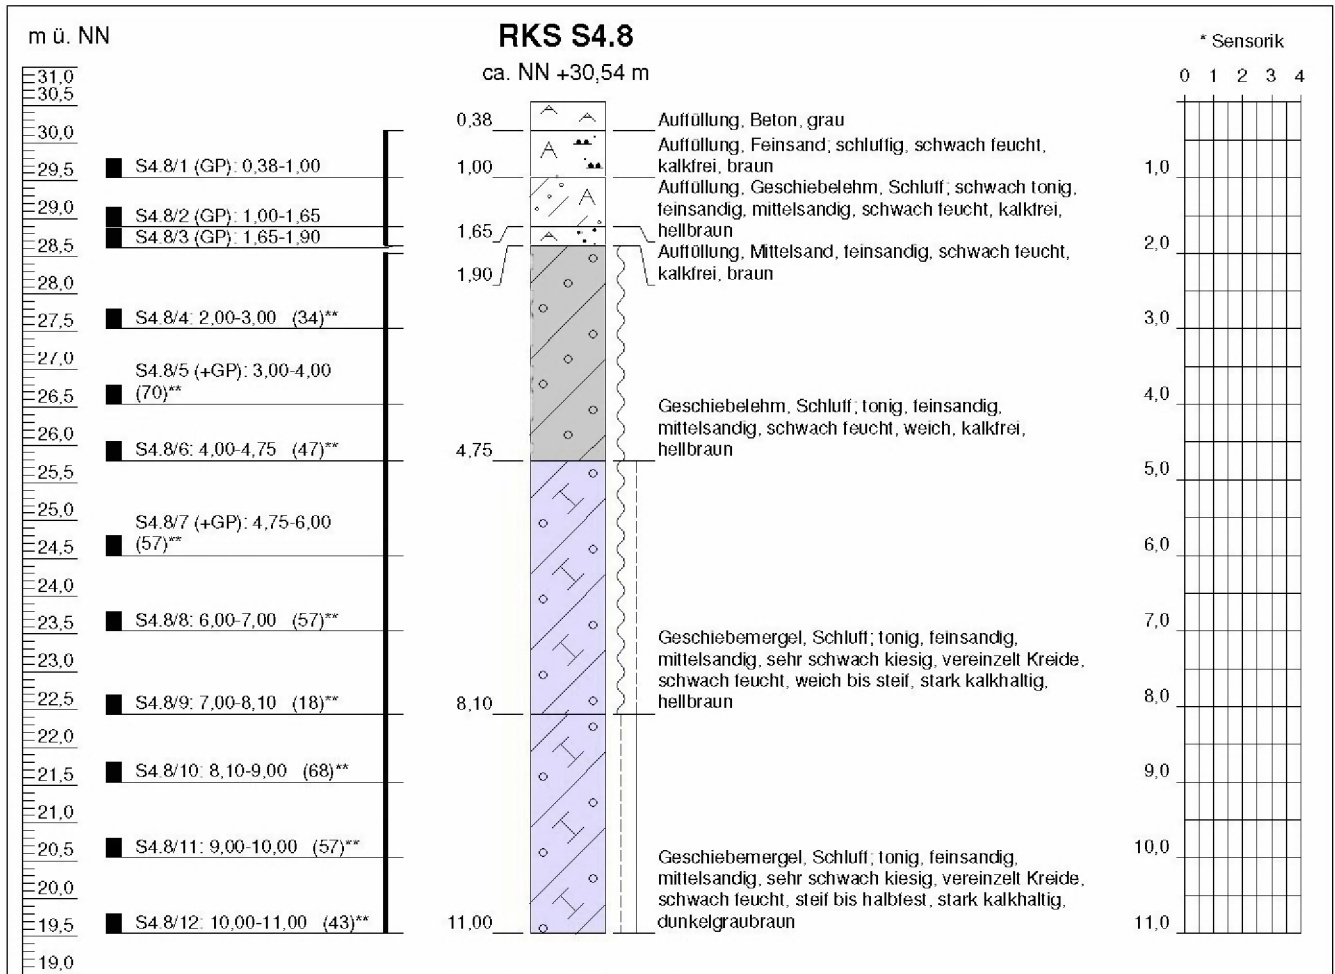 m ü. NN
RKS S4.8
ca. NN +30,54 m
* Sensorik
0 1 2 3 4
31,0
30,5
30,0
29,5
29,0
28,5
28,0
27,5
27,0
26,5
26,0
25,5
25,0
24,5
24,0
23,5
23,0
22,5
22,0
21,5
21,0
20,5
20,0
19,5
19,0
S4.8/1 (GP): 0,38-1,00
S4.8/2 (GP): 1,00-1,65
S4.8/3 (GP): 1,65-1,90
S4.8/4: 2,00-3,00 (34)**
S4.8/5 (+GP): 3,00-4,00
(70)**
S4.8/6: 4,00-4,75 (47)**
S4.8/7 (+GP): 4,75-6,00
(57)**
S4.8/8: 6,00-7,00 (57)**
S4.8/9: 7,00-8,10 (18)**
S4.8/10: 8,10-9,00 (68)**
S4.8/11: 9,00-10,00 (57)**
S4.8/12: 10,00-11,00 (43)**
0,38
1,00
1,65
1,90
4,75
8,10
11,00
Auffüllung, Beton, grau
Auffüllung, Feinsand; schluffig, schwach feucht,
kalkfrei, braun
Auffüllung, Geschiebelehm, Schluff; schwach tonig,
feinsandig, mittelsandig, schwach feucht, kalkfrei,
hellbraun
Auffüllung, Mittelsand, feinsandig, schwach feucht,
kalkfrei, braun
Geschiebelehm, Schluff; tonig, feinsandig,
mittelsandig, schwach feucht, weich, kalkfrei,
hellbraun
Geschiebemergel, Schluff; tonig, feinsandig,
mittelsandig, sehr schwach kiesig, vereinzelt Kreide,
schwach feucht, weich bis steif, stark kalkhaltig,
hellbraun
Geschiebemergel, Schluff; tonig, feinsandig,
mittelsandig, sehr schwach kiesig, vereinzelt Kreide,
schwach feucht, steif bis halbfest, stark kalkhaltig,
dunkelgraubraun
1,0
2,0
3,0
4,0
5,0
6,0
7,0
8,0
9,0
10,0
11,0